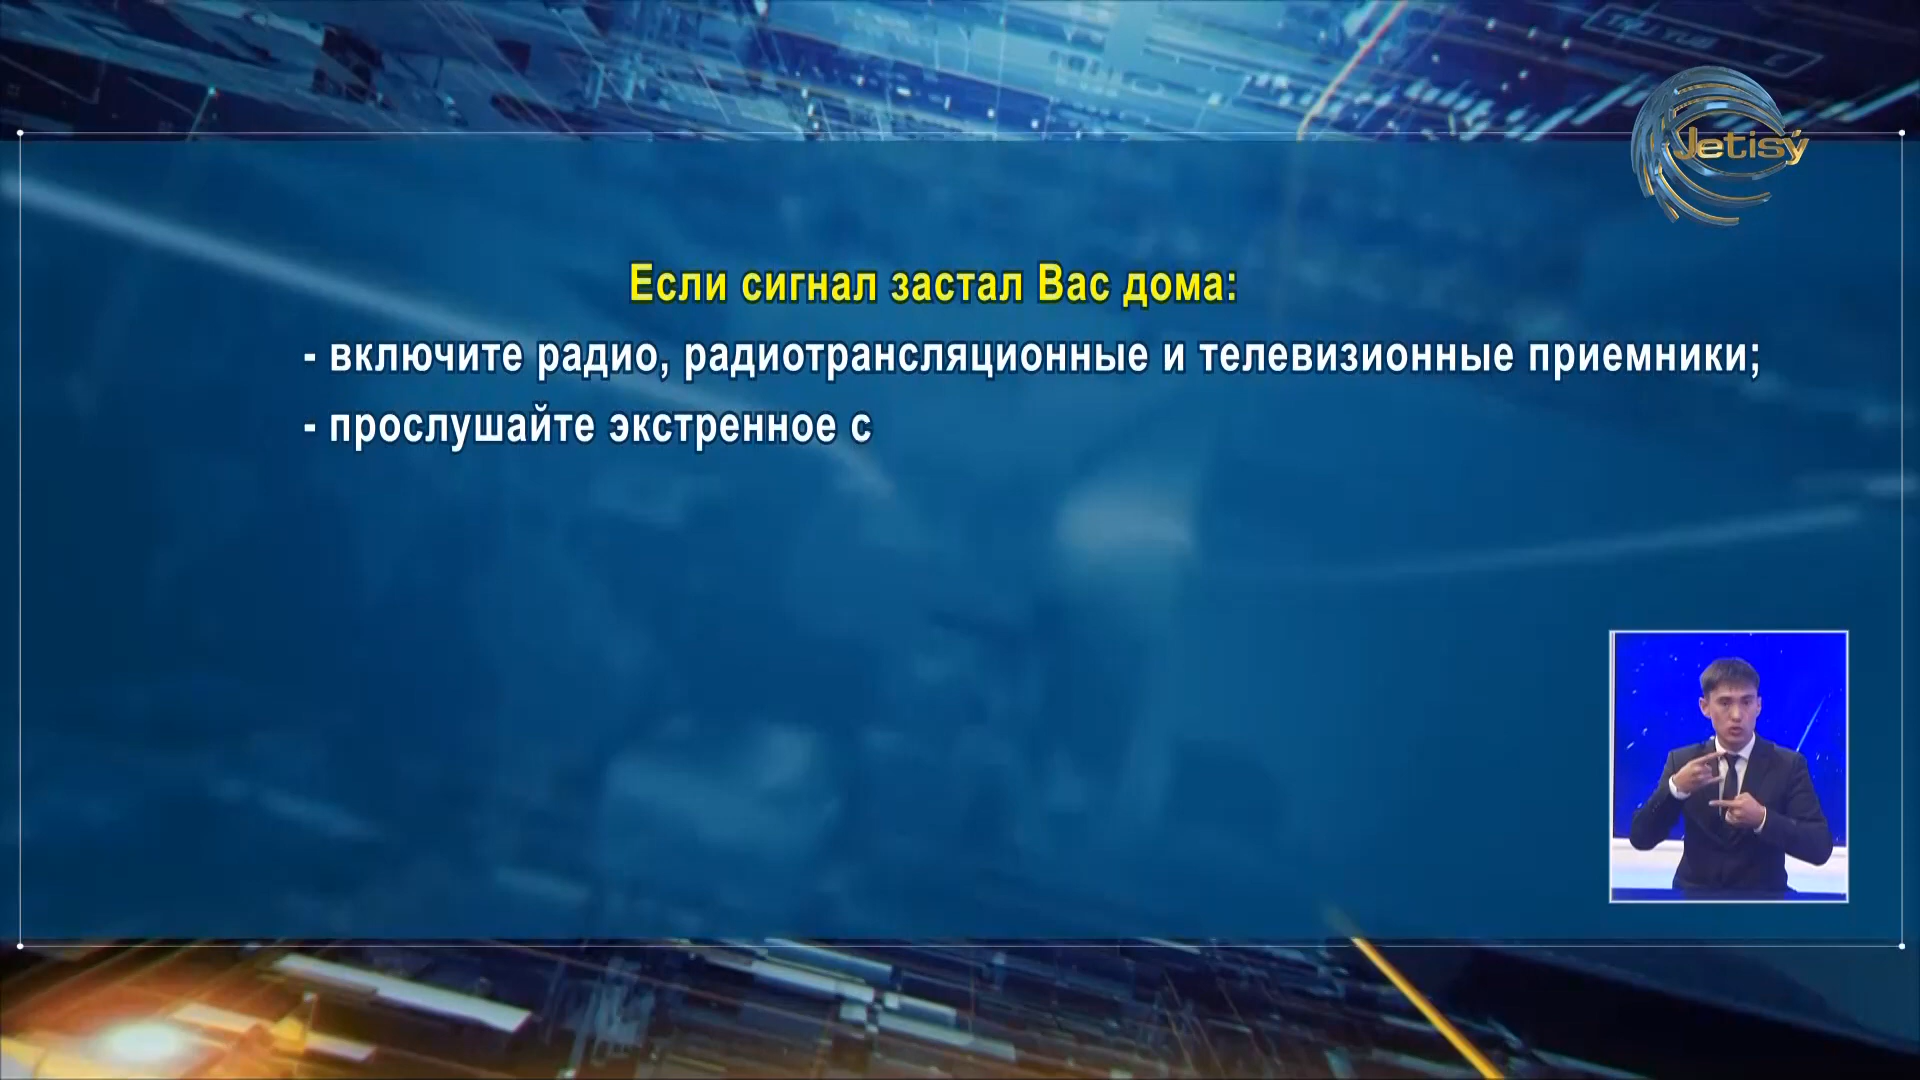 Jetisý
Если сигнал застал Вас дома:
- включите радио, радиотрансляционные и телевизионные приемники;
- прослушайте экстренное с